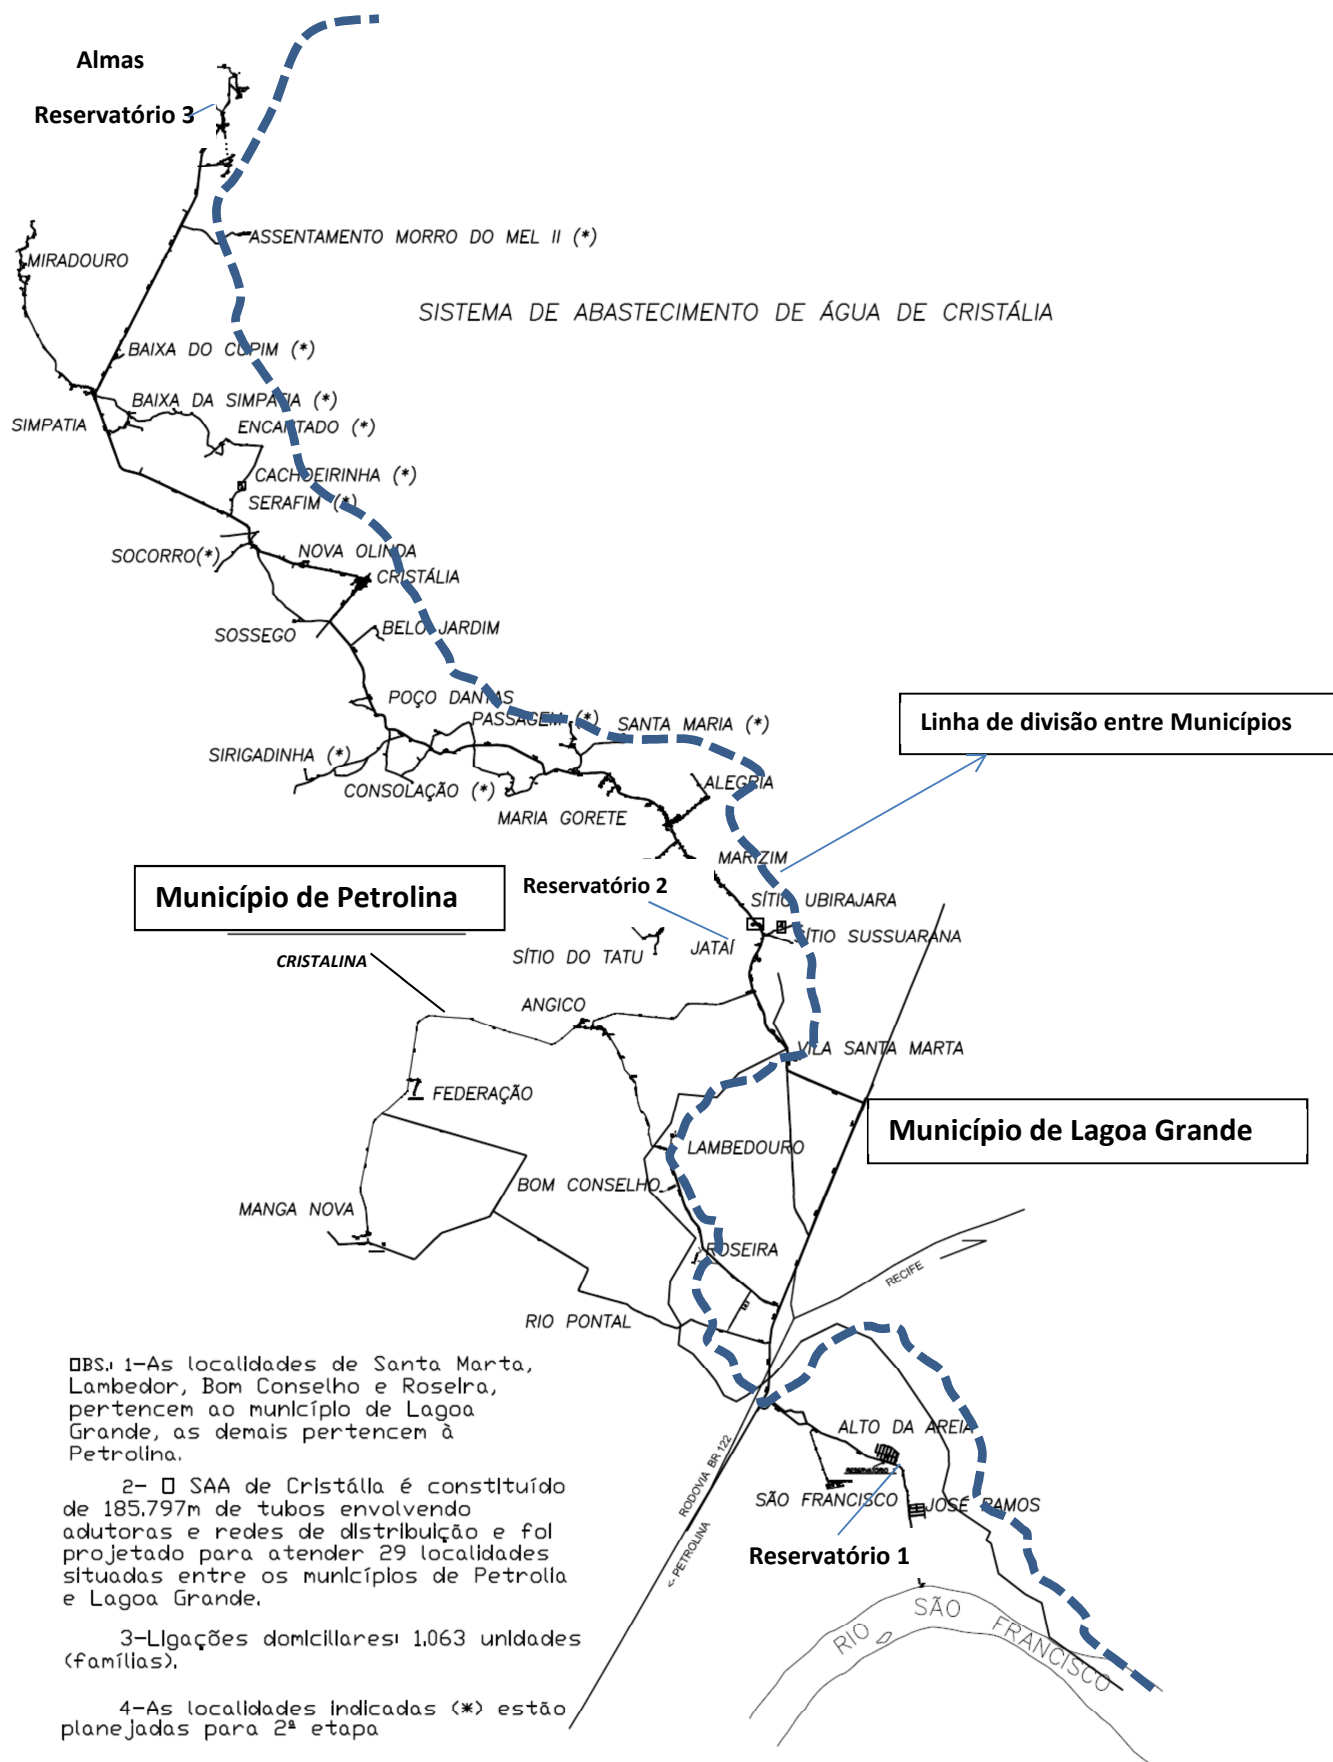 Almas
Reservatório 3
ASSENTAMENTO MORRO DO MEL II (*)
MIRADOURO
SISTEMA DE ABASTECIMENTO DE ÁGUA DE CRISTÁLIA
BAIXA DO CUPIM (*)
BAIXA DA SIMPATIA (*)
SIMPATIA
ENCANTADO (*)
CACHOEIRINHA (*)
SERAFIM (*)
SOCORRO(*)
NOVA OLINDA
CRISTÁLIA
SOSSEGO
BELO JARDIM
POÇO DANTAS
PASSAGEM (*)
SANTA MARIA (*)
Linha de divisão entre Municípios
SIRIGADINHA (*)
CONSOLAÇÃO (*)
ALEGRIA
MARIA GORETE
MARIZIM
Município de Petrolina
Reservatório 2
SÍTIO UBIRAJARA
SÍTIO SUSSUARANA
JATAÍ
SÍTIO DO TATU
CRISTALINA
ANGICO
VILA SANTA MARTA
FEDERAÇÃO
Município de Lagoa Grande
LAMBEDOURO
BOM CONSELHO
MANGA NOVA
ROSEIRA
RECIFE
RIO PONTAL
OBS.: 1-As localidades de Santa Marta,
Lambedor, Bom Conselho e Roseira,
pertencem ao município de Lagoa
Grande, as demais pertencem à
Petrolina.
2- O SAA de Cristália é constituído
de 185.797m de tubos envolvendo
adutoras e redes de distribuição e foi
projetado para atender 29 localidades
situadas entre os municípios de Petrolia
e Lagoa Grande.
3-Ligações domiciliares: 1.063 unidades
(famílias).
4-As localidades indicadas (*) estão
planejadas para 2ª etapa
ALTO DA AREIA
RESERVATÓRIO
RODOVIA BR 122
<- PETROLINA
SÃO FRANCISCO
JOSÉ RAMOS
Reservatório 1
RIO SÃO FRANCISCO